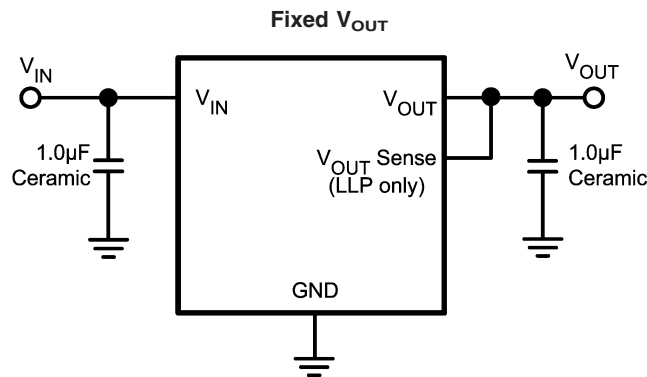 Fixed VOUT
VIN
VOUT
VIN
VOUT
1.0µF
Ceramic
VOUT Sense
(LLP only)
1.0µF
Ceramic
GND